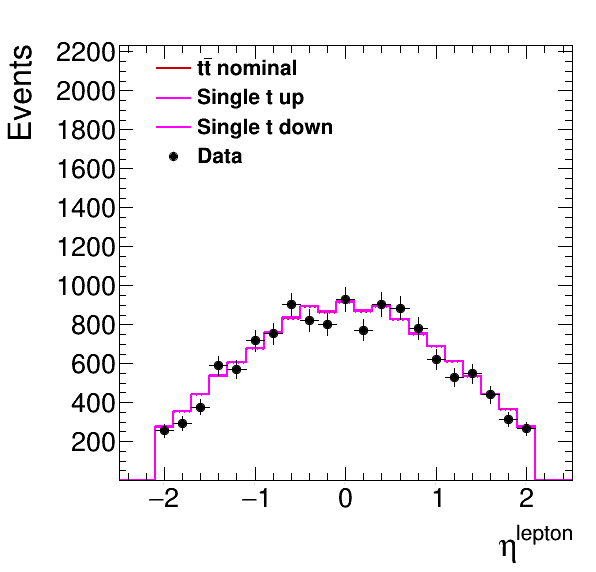 Events
2200
2000
1800
1600
1400
1200
1000
800
600
400
200
tt̄ nominal
Single t up
Single t down
Data
−2 −1 0 1 2
η^lepton